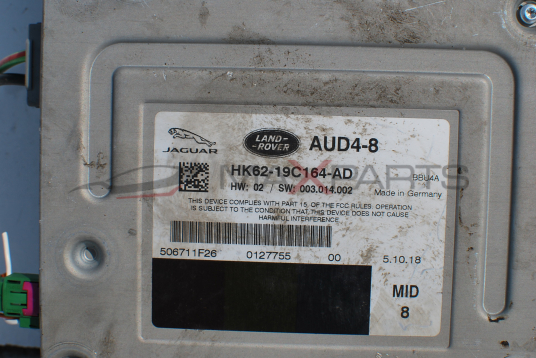 JAGUAR
LAND-
-ROVER
AUD4-8
HK62-19C164-AD
BBU4A
HW: 02 / SW: 003.014.002
Made in Germany
THIS DEVICE COMPLIES WITH PART 15, OF THE FCC RULES. OPERATION
IS SUBJECT TO THE CONDITION THAT, THIS DEVICE DOES NOT CAUSE
HARMFUL INTERFERENCE
506711F26 0127755 00 5.10.18
MID
8